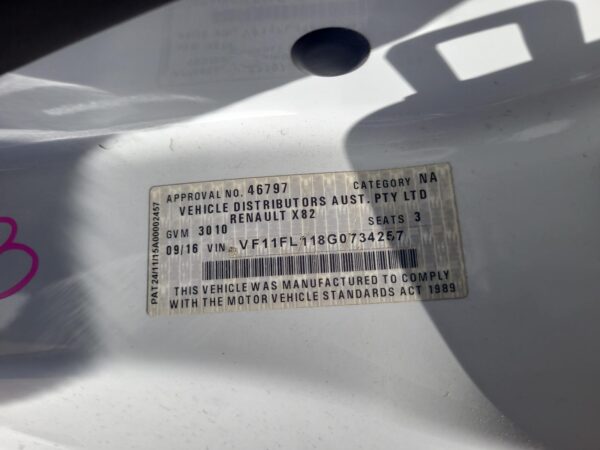 APPROVAL NO. 46797 CATEGORY NA
VEHICLE DISTRIBUTORS AUST. PTY LTD
RENAULT X82
GVM 3010 SEATS 3
09/16 VIN VF11FL118G0734257
THIS VEHICLE WAS MANUFACTURED TO COMPLY
WITH THE MOTOR VEHICLE STANDARDS ACT 1989
PAT 24/11/15A00002457
3